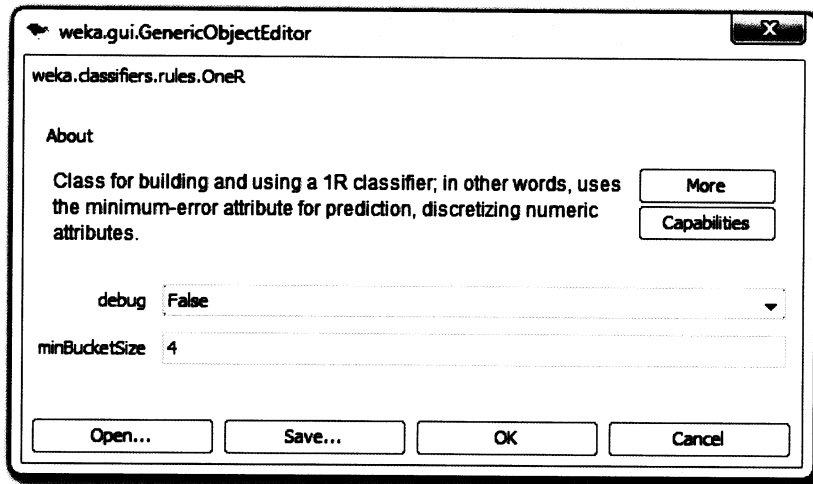 weka.gui.GenericObjectEditor
X
weka.classifiers.rules.OneR
About
Class for building and using a 1R classifier; in other words, uses
the minimum-error attribute for prediction, discretizing numeric
attributes.
More
Capabilities
debug False
minBucketSize 4
Open... Save... OK Cancel